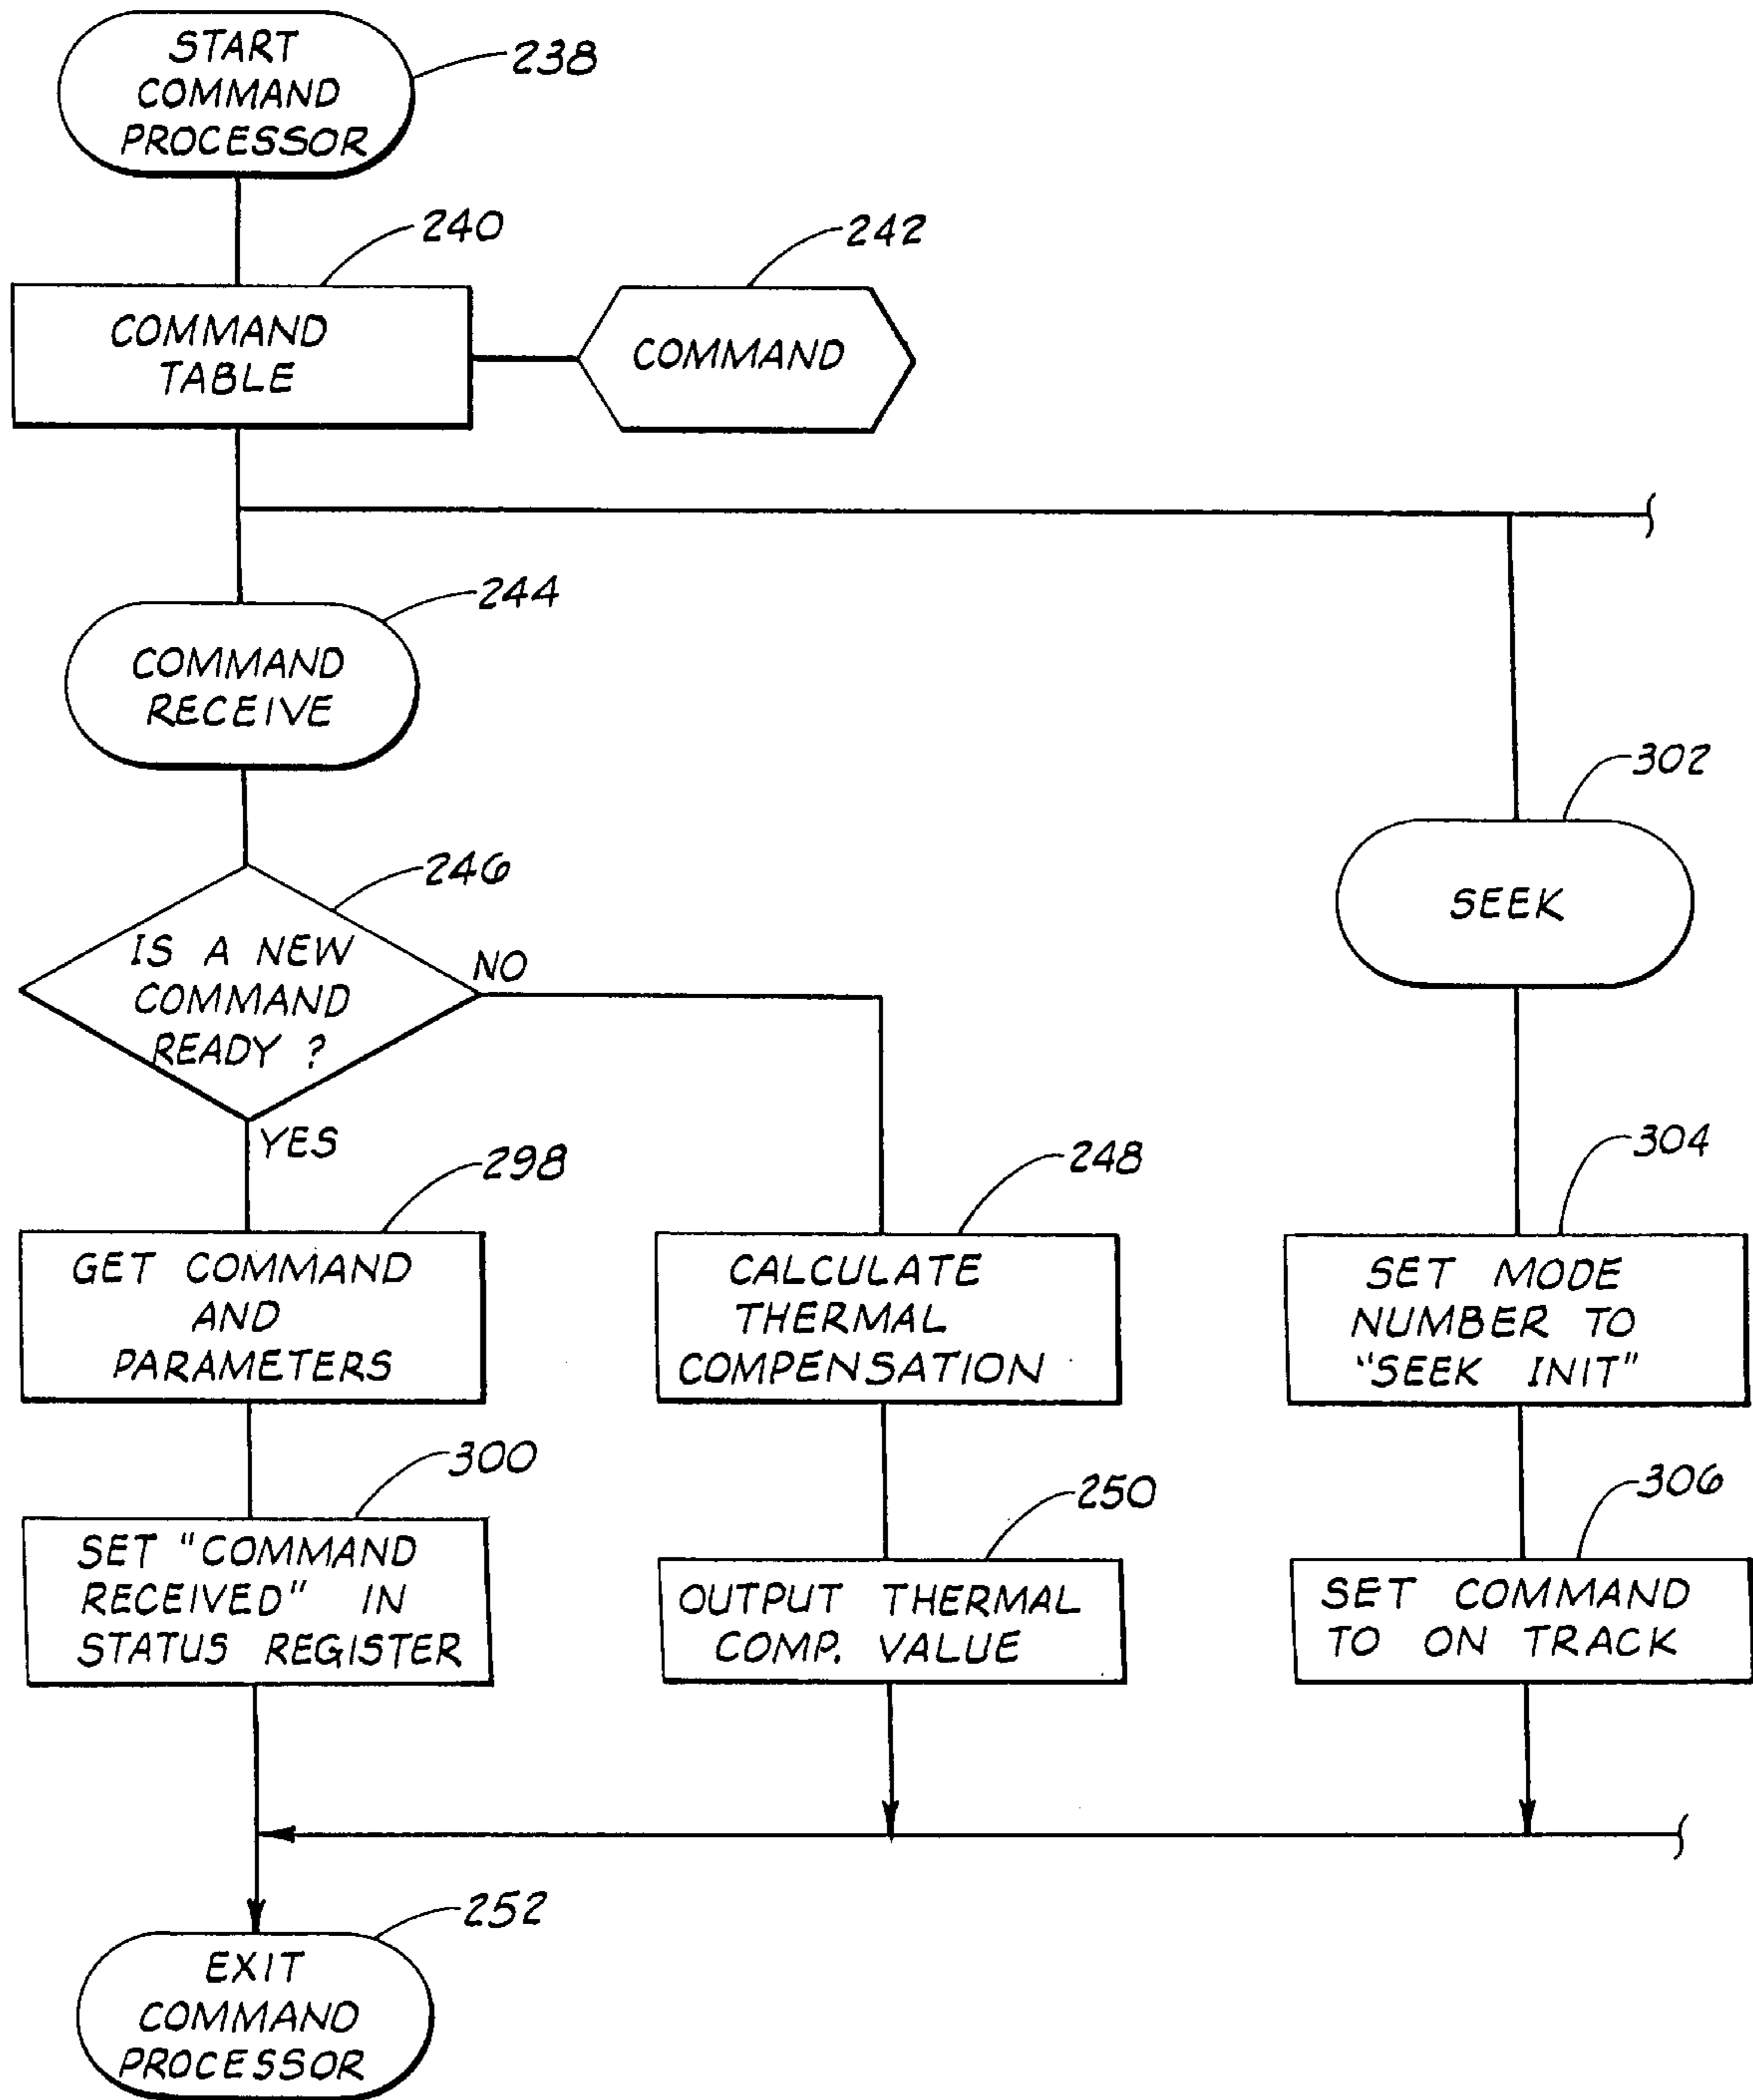 START
COMMAND
PROCESSOR
238
240
COMMAND
TABLE
242
COMMAND
244
COMMAND
RECEIVE
246
IS A NEW
COMMAND
READY ?
NO
YES
302
SEEK
298
GET COMMAND
AND
PARAMETERS
248
CALCULATE
THERMAL
COMPENSATION
304
SET MODE
NUMBER TO
"SEEK INIT"
300
SET "COMMAND
RECEIVED" IN
STATUS REGISTER
250
OUTPUT THERMAL
COMP. VALUE
306
SET COMMAND
TO ON TRACK
252
EXIT
COMMAND
PROCESSOR